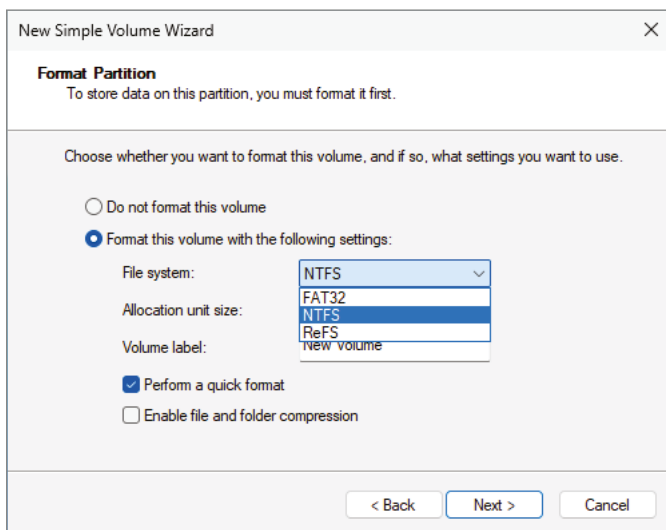 New Simple Volume Wizard
Format Partition
To store data on this partition, you must format it first.
Choose whether you want to format this volume, and if so, what settings you want to use.
Do not format this volume
Format this volume with the following settings:
File system: NTFS
FAT32
Allocation unit size: NTFS
ReFS
Volume label: New Volume
Perform a quick format
Enable file and folder compression
< Back Next > Cancel